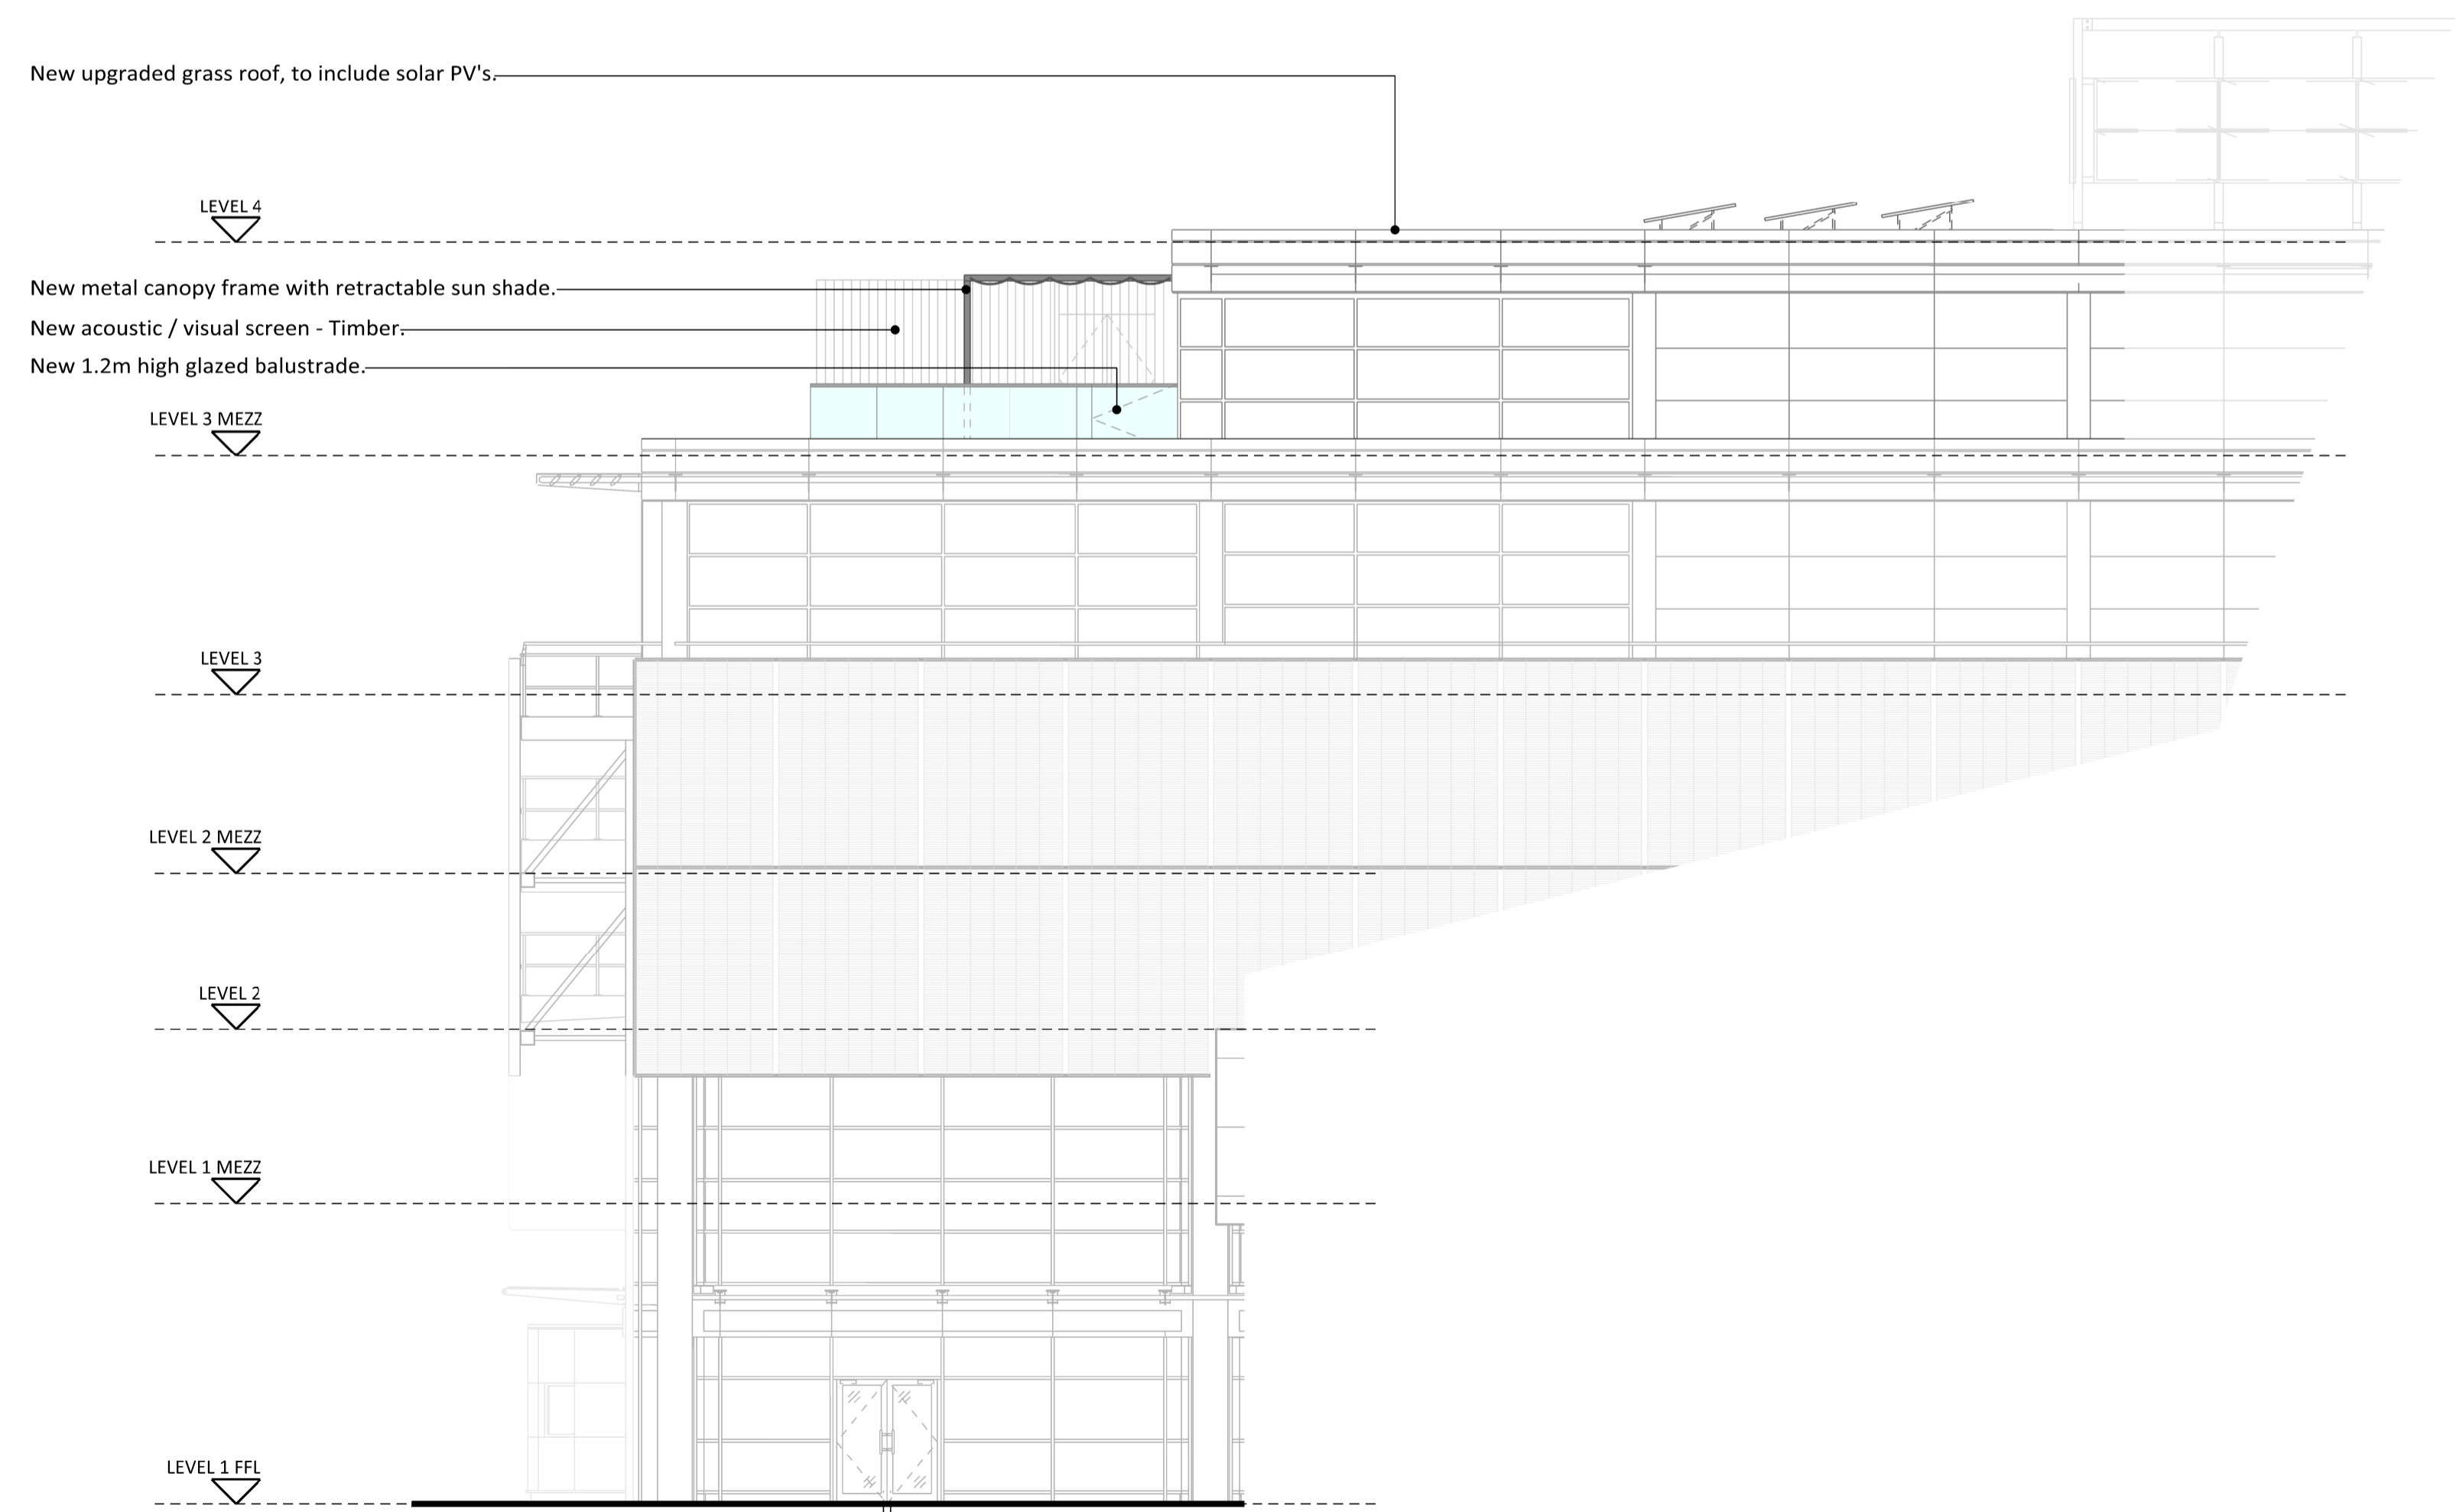 New upgraded grass roof, to include solar PV's.
LEVEL 4
New metal canopy frame with retractable sun shade.
New acoustic / visual screen - Timber.
New 1.2m high glazed balustrade.
LEVEL 3 MEZZ
LEVEL 3
LEVEL 2 MEZZ
LEVEL 2
LEVEL 1 MEZZ
LEVEL 1 FFL